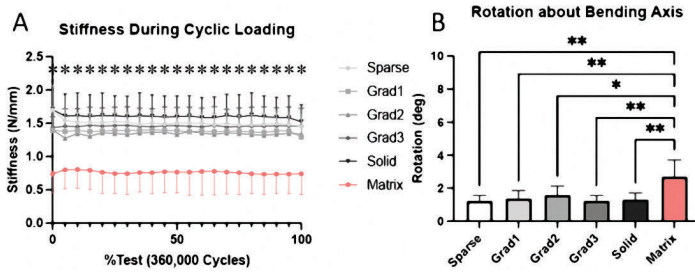 A
Stiffness During Cyclic Loading
Stiffness (N/mm)
2.5
2.0
1.5
1.0
0.5
0.0
*********************
0
50
100
%Test (360,000 Cycles)
Sparse
Grad1
Grad2
Grad3
Solid
Matrix
B
Rotation about Bending Axis
Rotation (deg)
10
8
6
4
2
0
**
**
*
**
**
Sparse
Grad1
Grad2
Grad3
Solid
Matrix